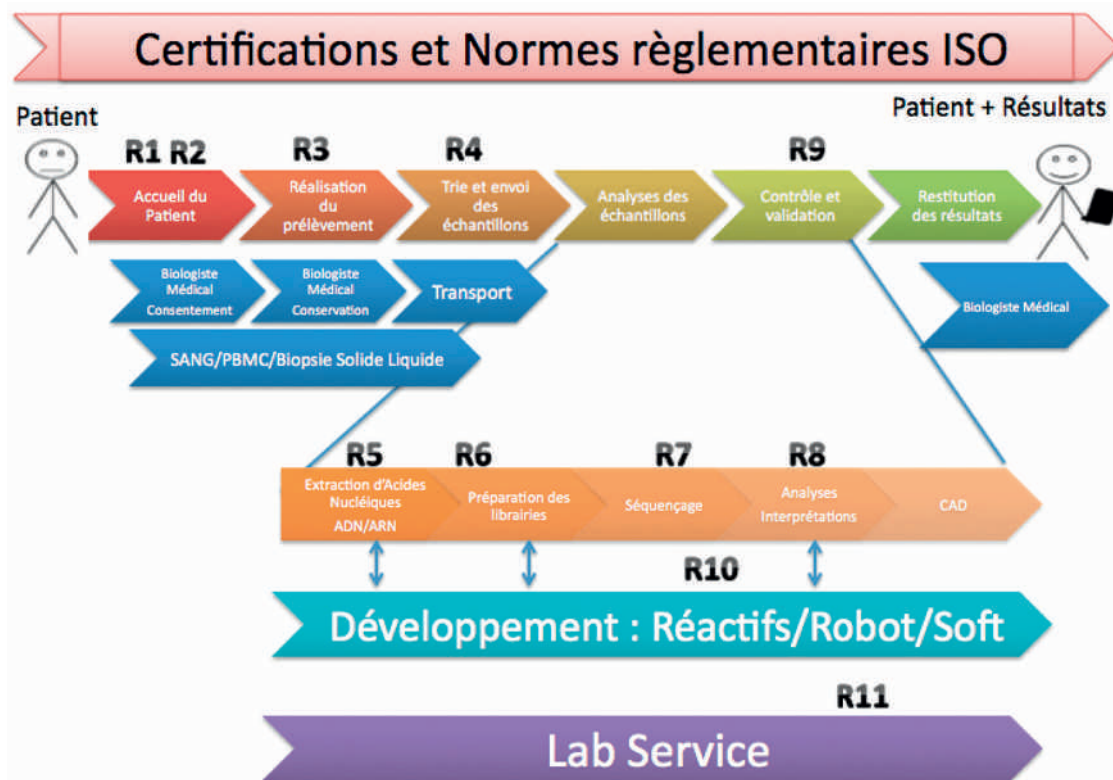 Certifications et Normes règlementaires ISO
Patient
Patient + Résultats
R1 R2
R3
R4
R9
Accueil du
Patient
Réalisation
du
prélèvement
Trie et envoi
des
échantillons
Analyses des
échantillons
Contrôle et
validation
Restitution
des résultats
Biologiste
Médical
Consentement
Biologiste
Médical
Conservation
Transport
Biologiste Médical
SANG/PBMC/Biopsie Solide Liquide
R5
R6
R7
R8
Extraction d'Acides
Nucléiques
ADN/ARN
Préparation des
librairies
Séquençage
Analyses
Interprétations
CAD
R10
Développement : Réactifs/Robot/Soft
R11
Lab Service